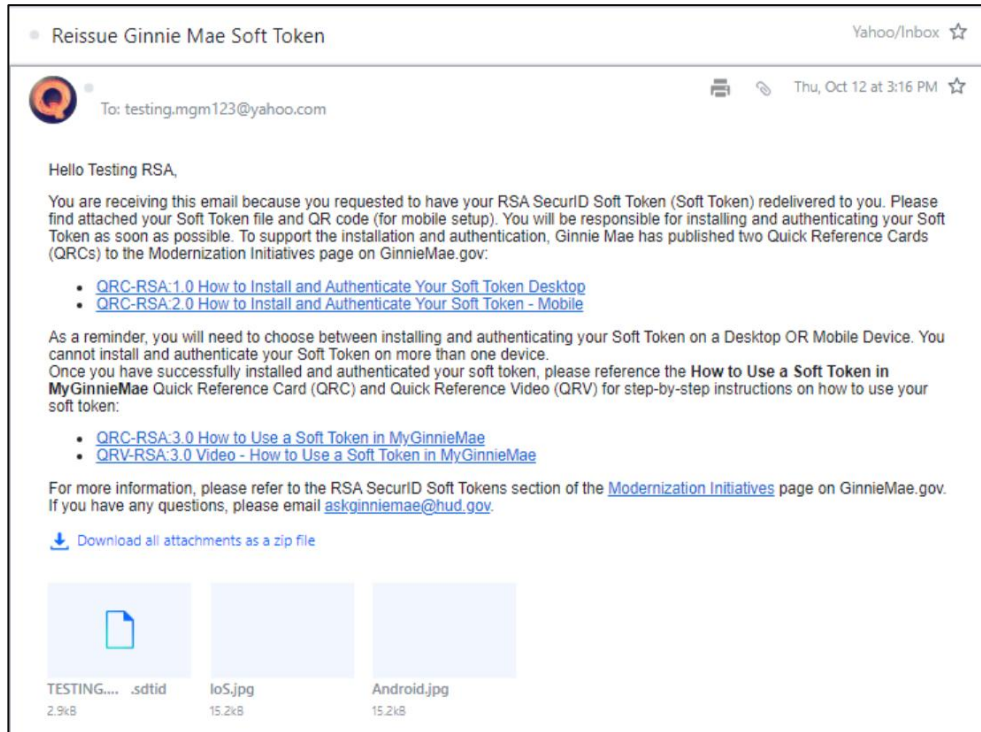 Reissue Ginnie Mae Soft Token
Yahoo/Inbox
Q
Thu, Oct 12 at 3:16 PM
To: testing.mgm123@yahoo.com
Hello Testing RSA,
You are receiving this email because you requested to have your RSA SecurID Soft Token (Soft Token) redelivered to you. Please
find attached your Soft Token file and QR code (for mobile setup). You will be responsible for installing and authenticating your Soft
Token as soon as possible. To support the installation and authentication, Ginnie Mae has published two Quick Reference Cards
(QRCs) to the Modernization Initiatives page on GinnieMae.gov:
• QRC-RSA:1.0 How to Install and Authenticate Your Soft Token Desktop
• QRC-RSA:2.0 How to Install and Authenticate Your Soft Token - Mobile
As a reminder, you will need to choose between installing and authenticating your Soft Token on a Desktop OR Mobile Device. You
cannot install and authenticate your Soft Token on more than one device.
Once you have successfully installed and authenticated your soft token, please reference the How to Use a Soft Token in
MyGinnieMae Quick Reference Card (QRC) and Quick Reference Video (QRV) for step-by-step instructions on how to use your
soft token:
• QRC-RSA:3.0 How to Use a Soft Token in MyGinnieMae
• QRV-RSA:3.0 Video - How to Use a Soft Token in MyGinnieMae
For more information, please refer to the RSA SecurID Soft Tokens section of the Modernization Initiatives page on GinnieMae.gov.
If you have any questions, please email askginniemae@hud.gov.
Download all attachments as a zip file
TESTING.... .sdtid
2.9kB
IoS.jpg
15.2kB
Android.jpg
15.2kB